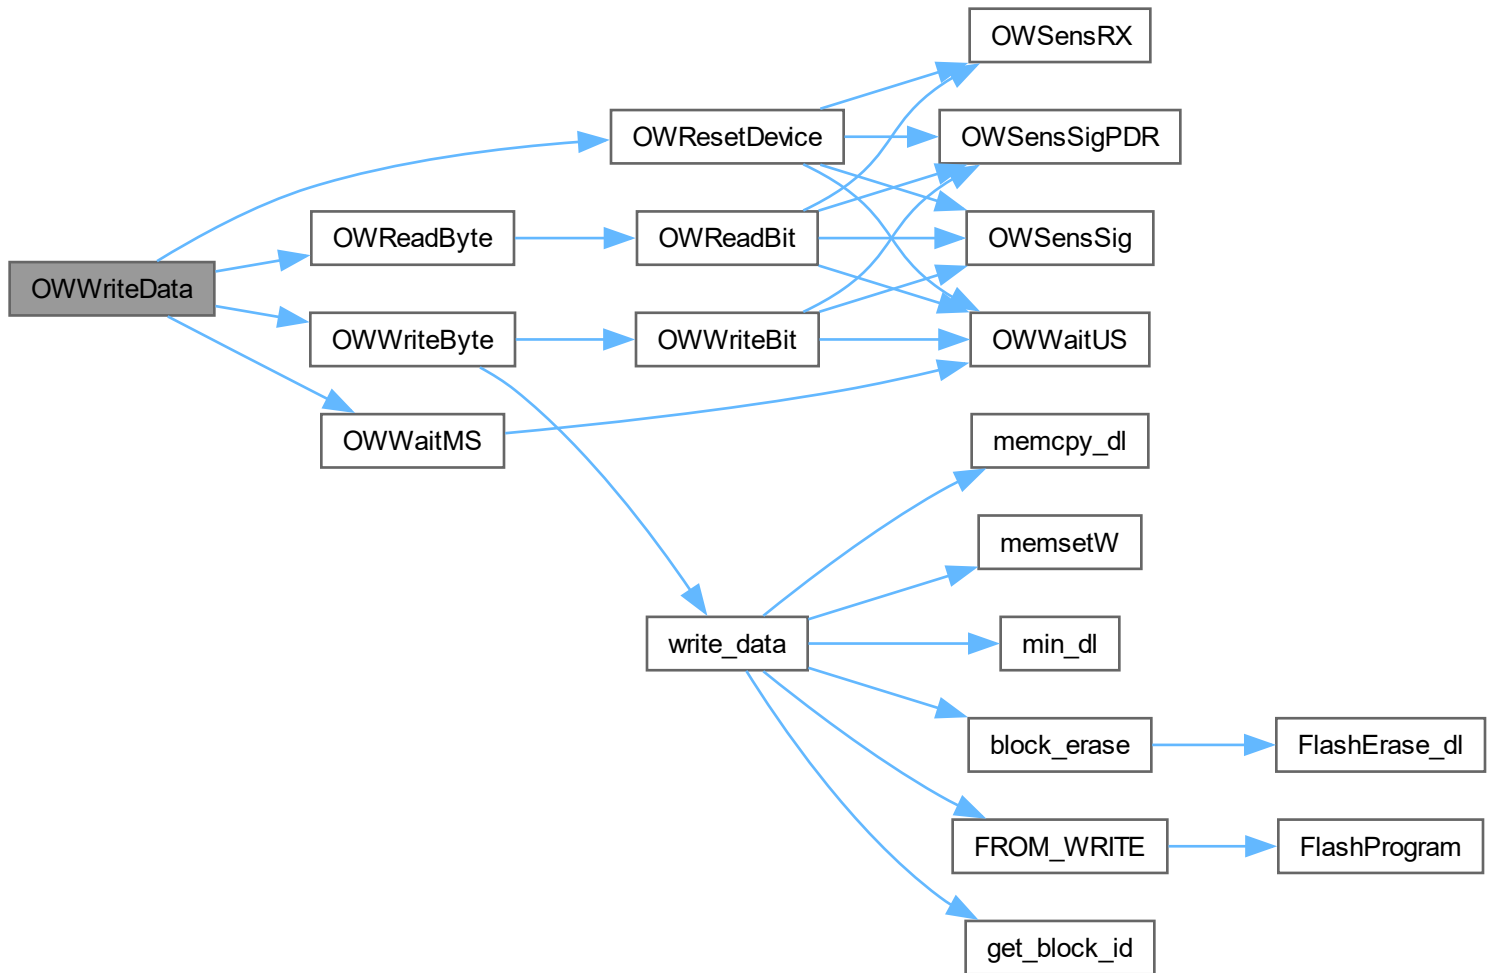 OWSensRX
OWResetDevice
OWSensSigPDR
OWReadByte
OWReadBit
OWSensSig
OWWriteData
OWWriteByte
OWWriteBit
OWWaitUS
OWWaitMS
memcpy_dl
memsetW
write_data
min_dl
block_erase
FlashErase_dl
FROM_WRITE
FlashProgram
get_block_id